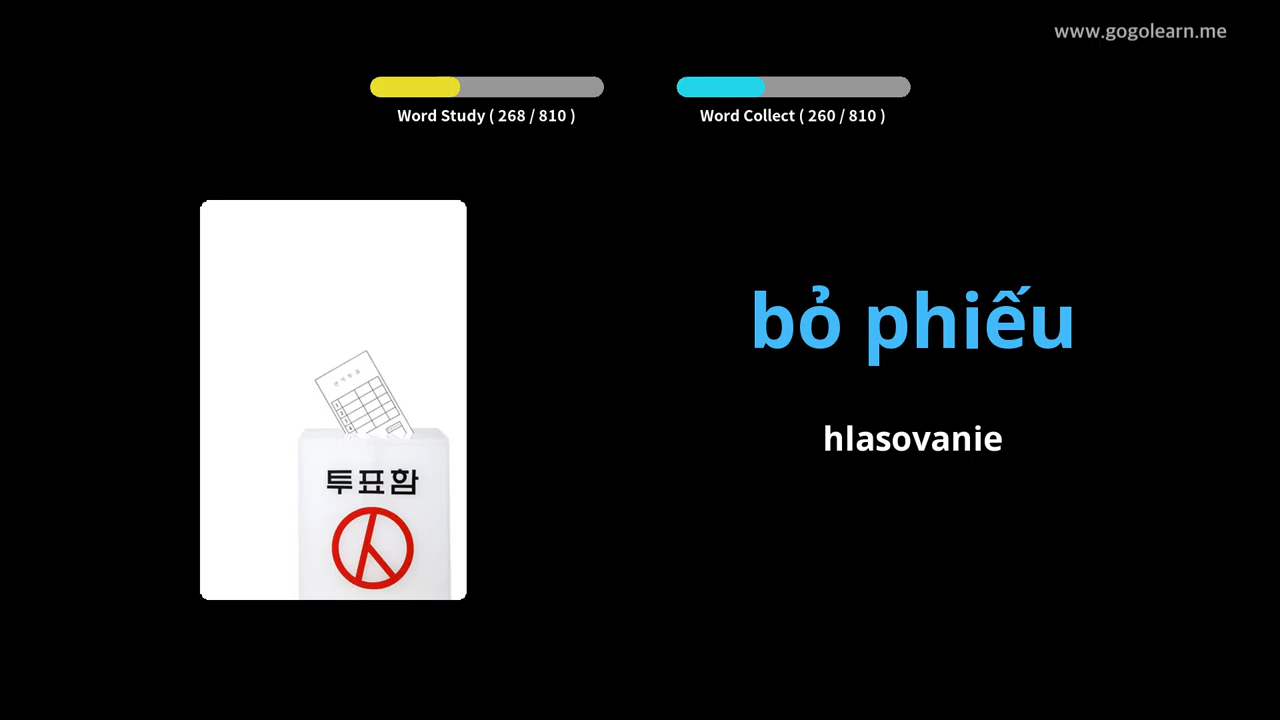 www.gogolearn.me
Word Study ( 268 / 810 )
Word Collect ( 260 / 810 )
bỏ phiếu
hlasovanie
투표함